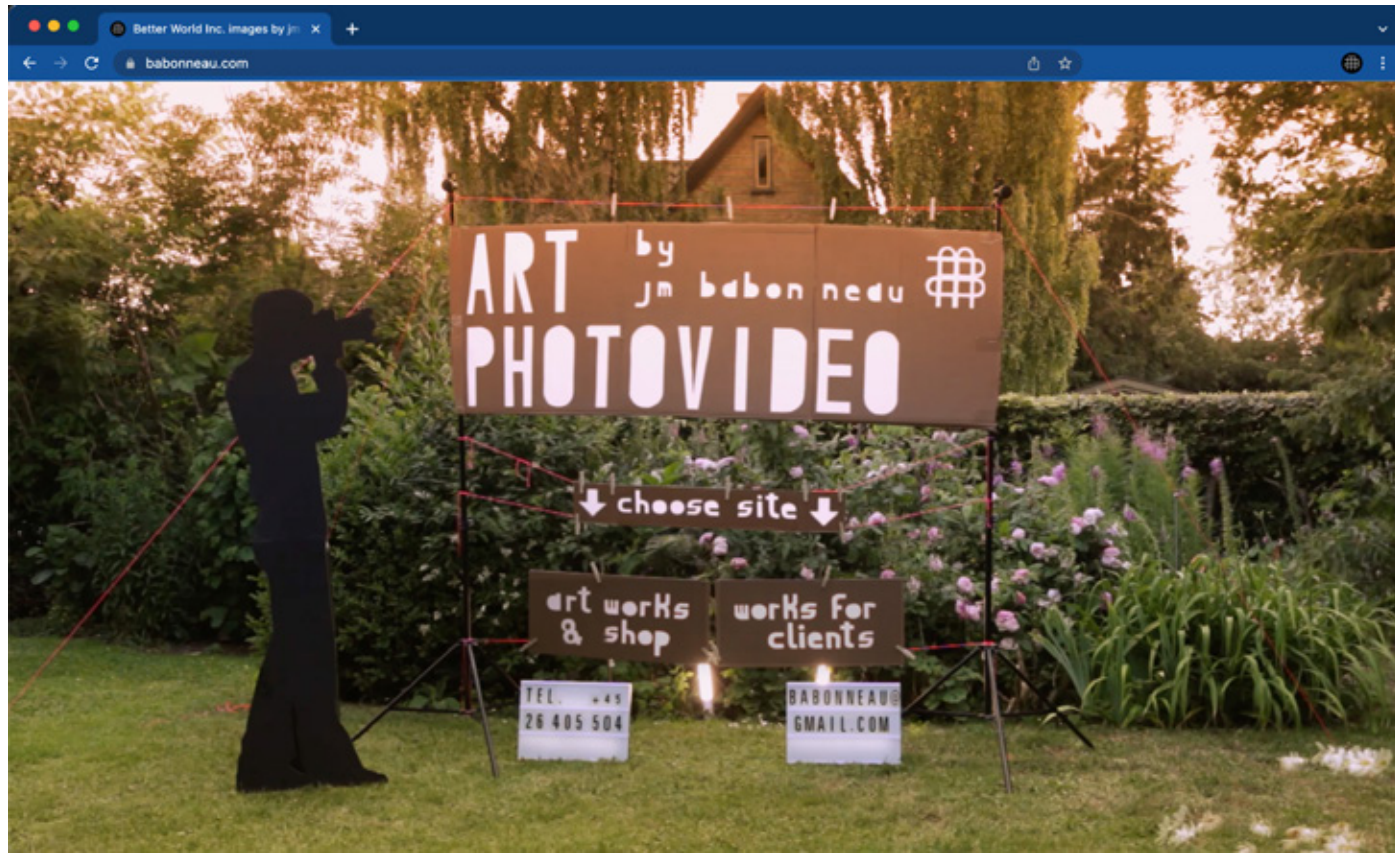 Better World Inc. images by jm
babonneau.com
ART by
jm babon neau
PHOTOVIDEO
choose site
art works
& shop
works for
clients
TEL. +45
26 405 504
BABONNEAU@
GMAIL.COM